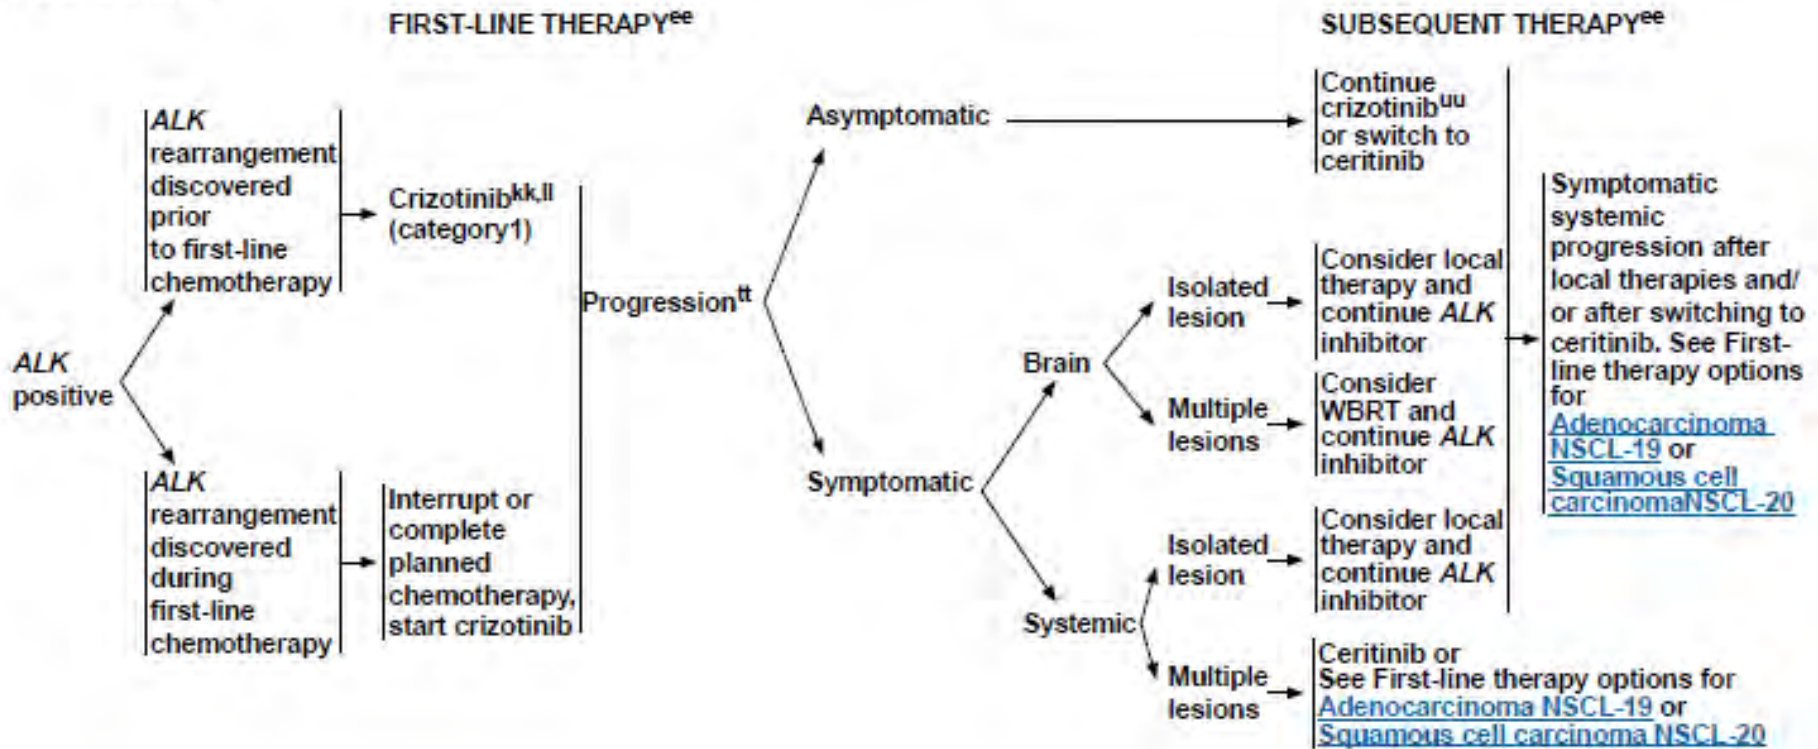 FIRST-LINE THERAPYee
SUBSEQUENT THERAPYee
ALK
positive
ALK
rearrangement
discovered
prior
to first-line
chemotherapy
Crizotinibkk,ll
(category1)
ALK
rearrangement
discovered
during
first-line
chemotherapy
Interrupt or
complete
planned
chemotherapy,
start crizotinib
Progressiontt
Asymptomatic
Continue
crizotinibuu
or switch to
ceritinib
Symptomatic
Brain
Isolated
lesion
Consider local
therapy and
continue ALK
inhibitor
Multiple
lesions
Consider
WBRT and
continue ALK
inhibitor
Systemic
Isolated
lesion
Consider local
therapy and
continue ALK
inhibitor
Multiple
lesions
Ceritinib or
See First-line therapy options for
Adenocarcinoma NSCL-19 or
Squamous cell carcinoma NSCL-20
Symptomatic
systemic
progression after
local therapies and/
or after switching to
ceritinib. See First-
line therapy options
for
Adenocarcinoma
NSCL-19 or
Squamous cell
carcinomaNSCL-20